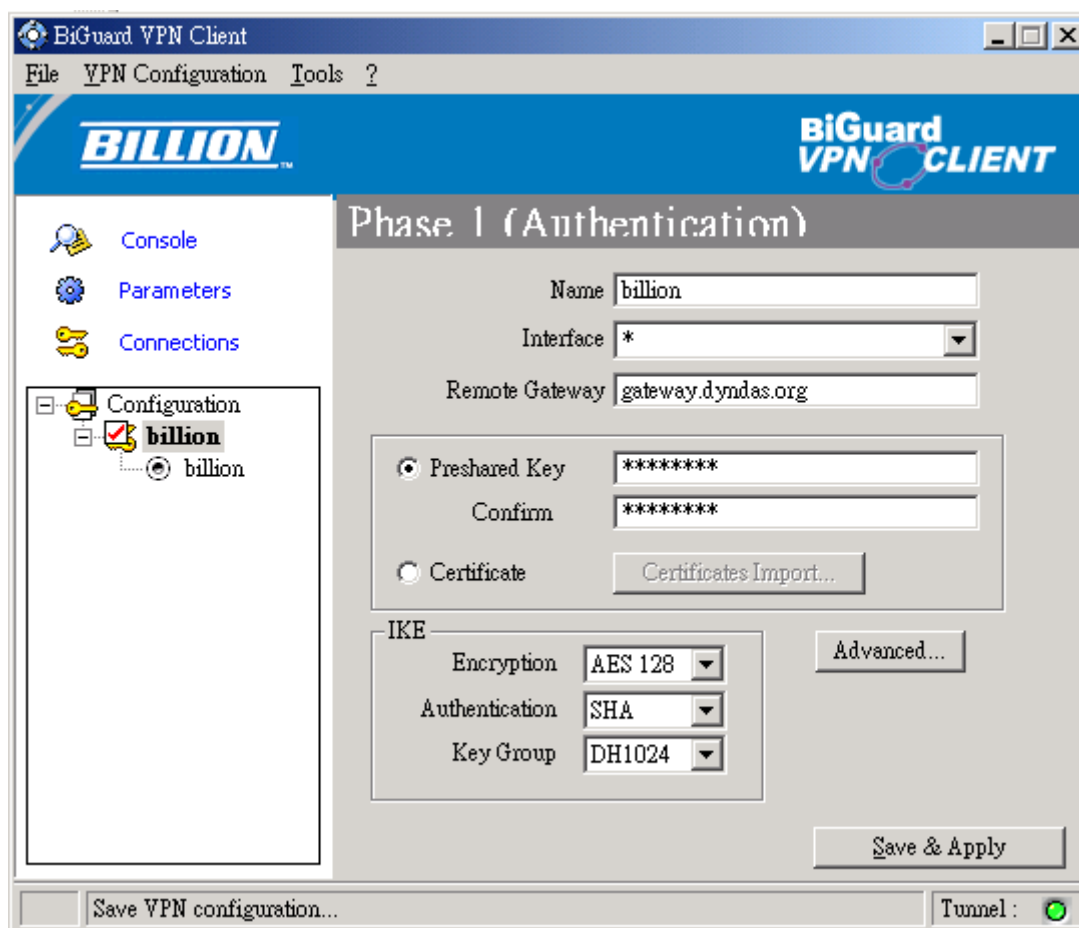 BiGuard VPN Client
File VPN Configuration Tools ?
BILLION™
BiGuard
VPN CLIENT
Console
Parameters
Connections
Configuration
billion
billion
Phase 1 (Authentication)
Name billion
Interface *
Remote Gateway gateway.dyndas.org
Preshared Key ********
Confirm ********
Certificate Certificates Import...
IKE
Encryption AES 128
Authentication SHA
Key Group DH1024
Advanced...
Save & Apply
Save VPN configuration... Tunnel :